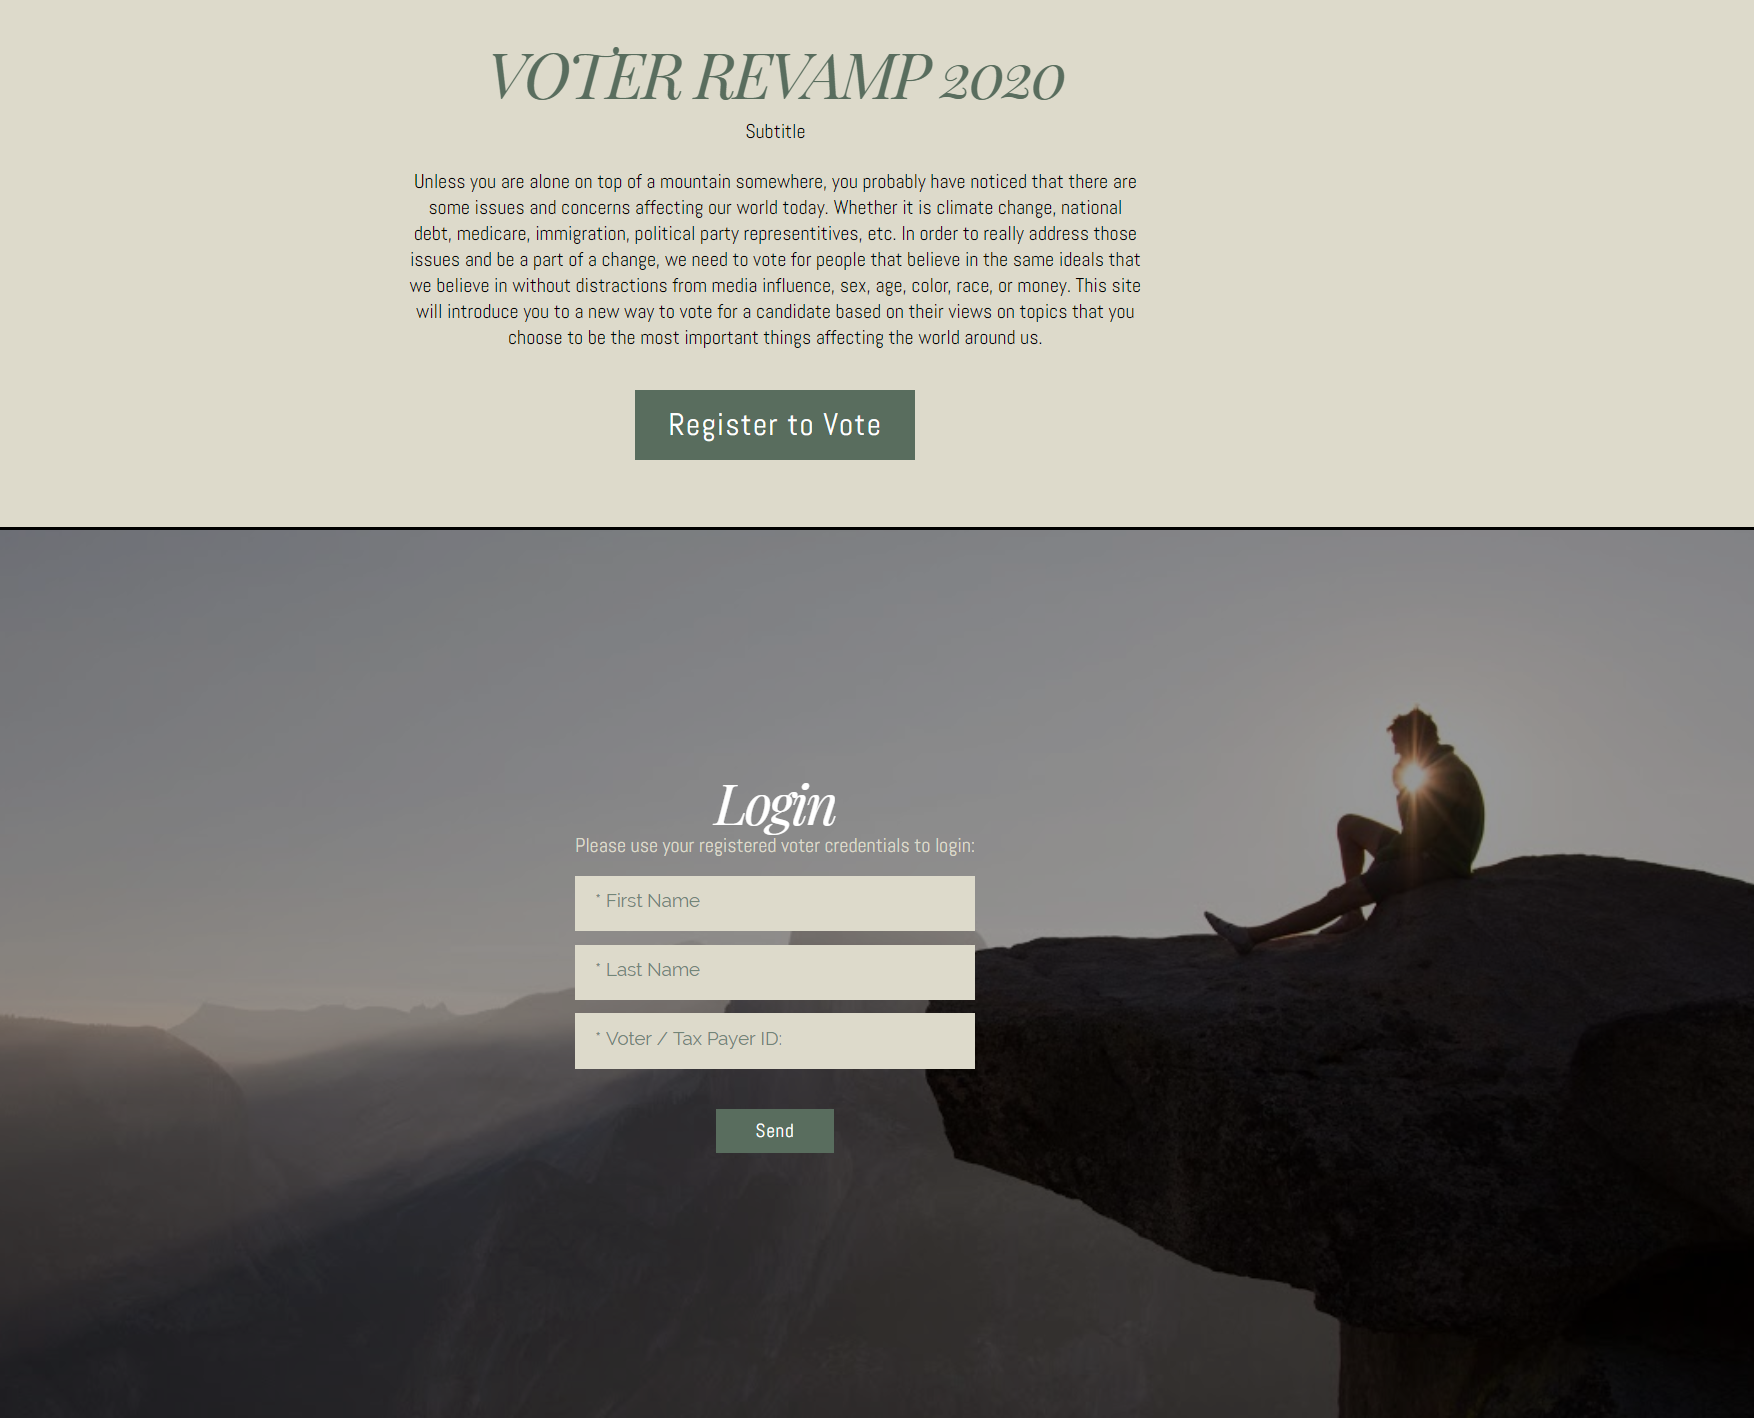 VOTER REVAMP 2020
Subtitle
Unless you are alone on top of a mountain somewhere, you probably have noticed that there are
some issues and concerns affecting our world today. Whether it is climate change, national
debt, medicare, immigration, political party representitives, etc. In order to really address those
issues and be a part of a change, we need to vote for people that believe in the same ideals that
we believe in without distractions from media influence, sex, age, color, race, or money. This site
will introduce you to a new way to vote for a candidate based on their views on topics that you
choose to be the most important things affecting the world around us.
Register to Vote
Login
Please use your registered voter credentials to login:
* First Name
* Last Name
* Voter / Tax Payer ID:
Send